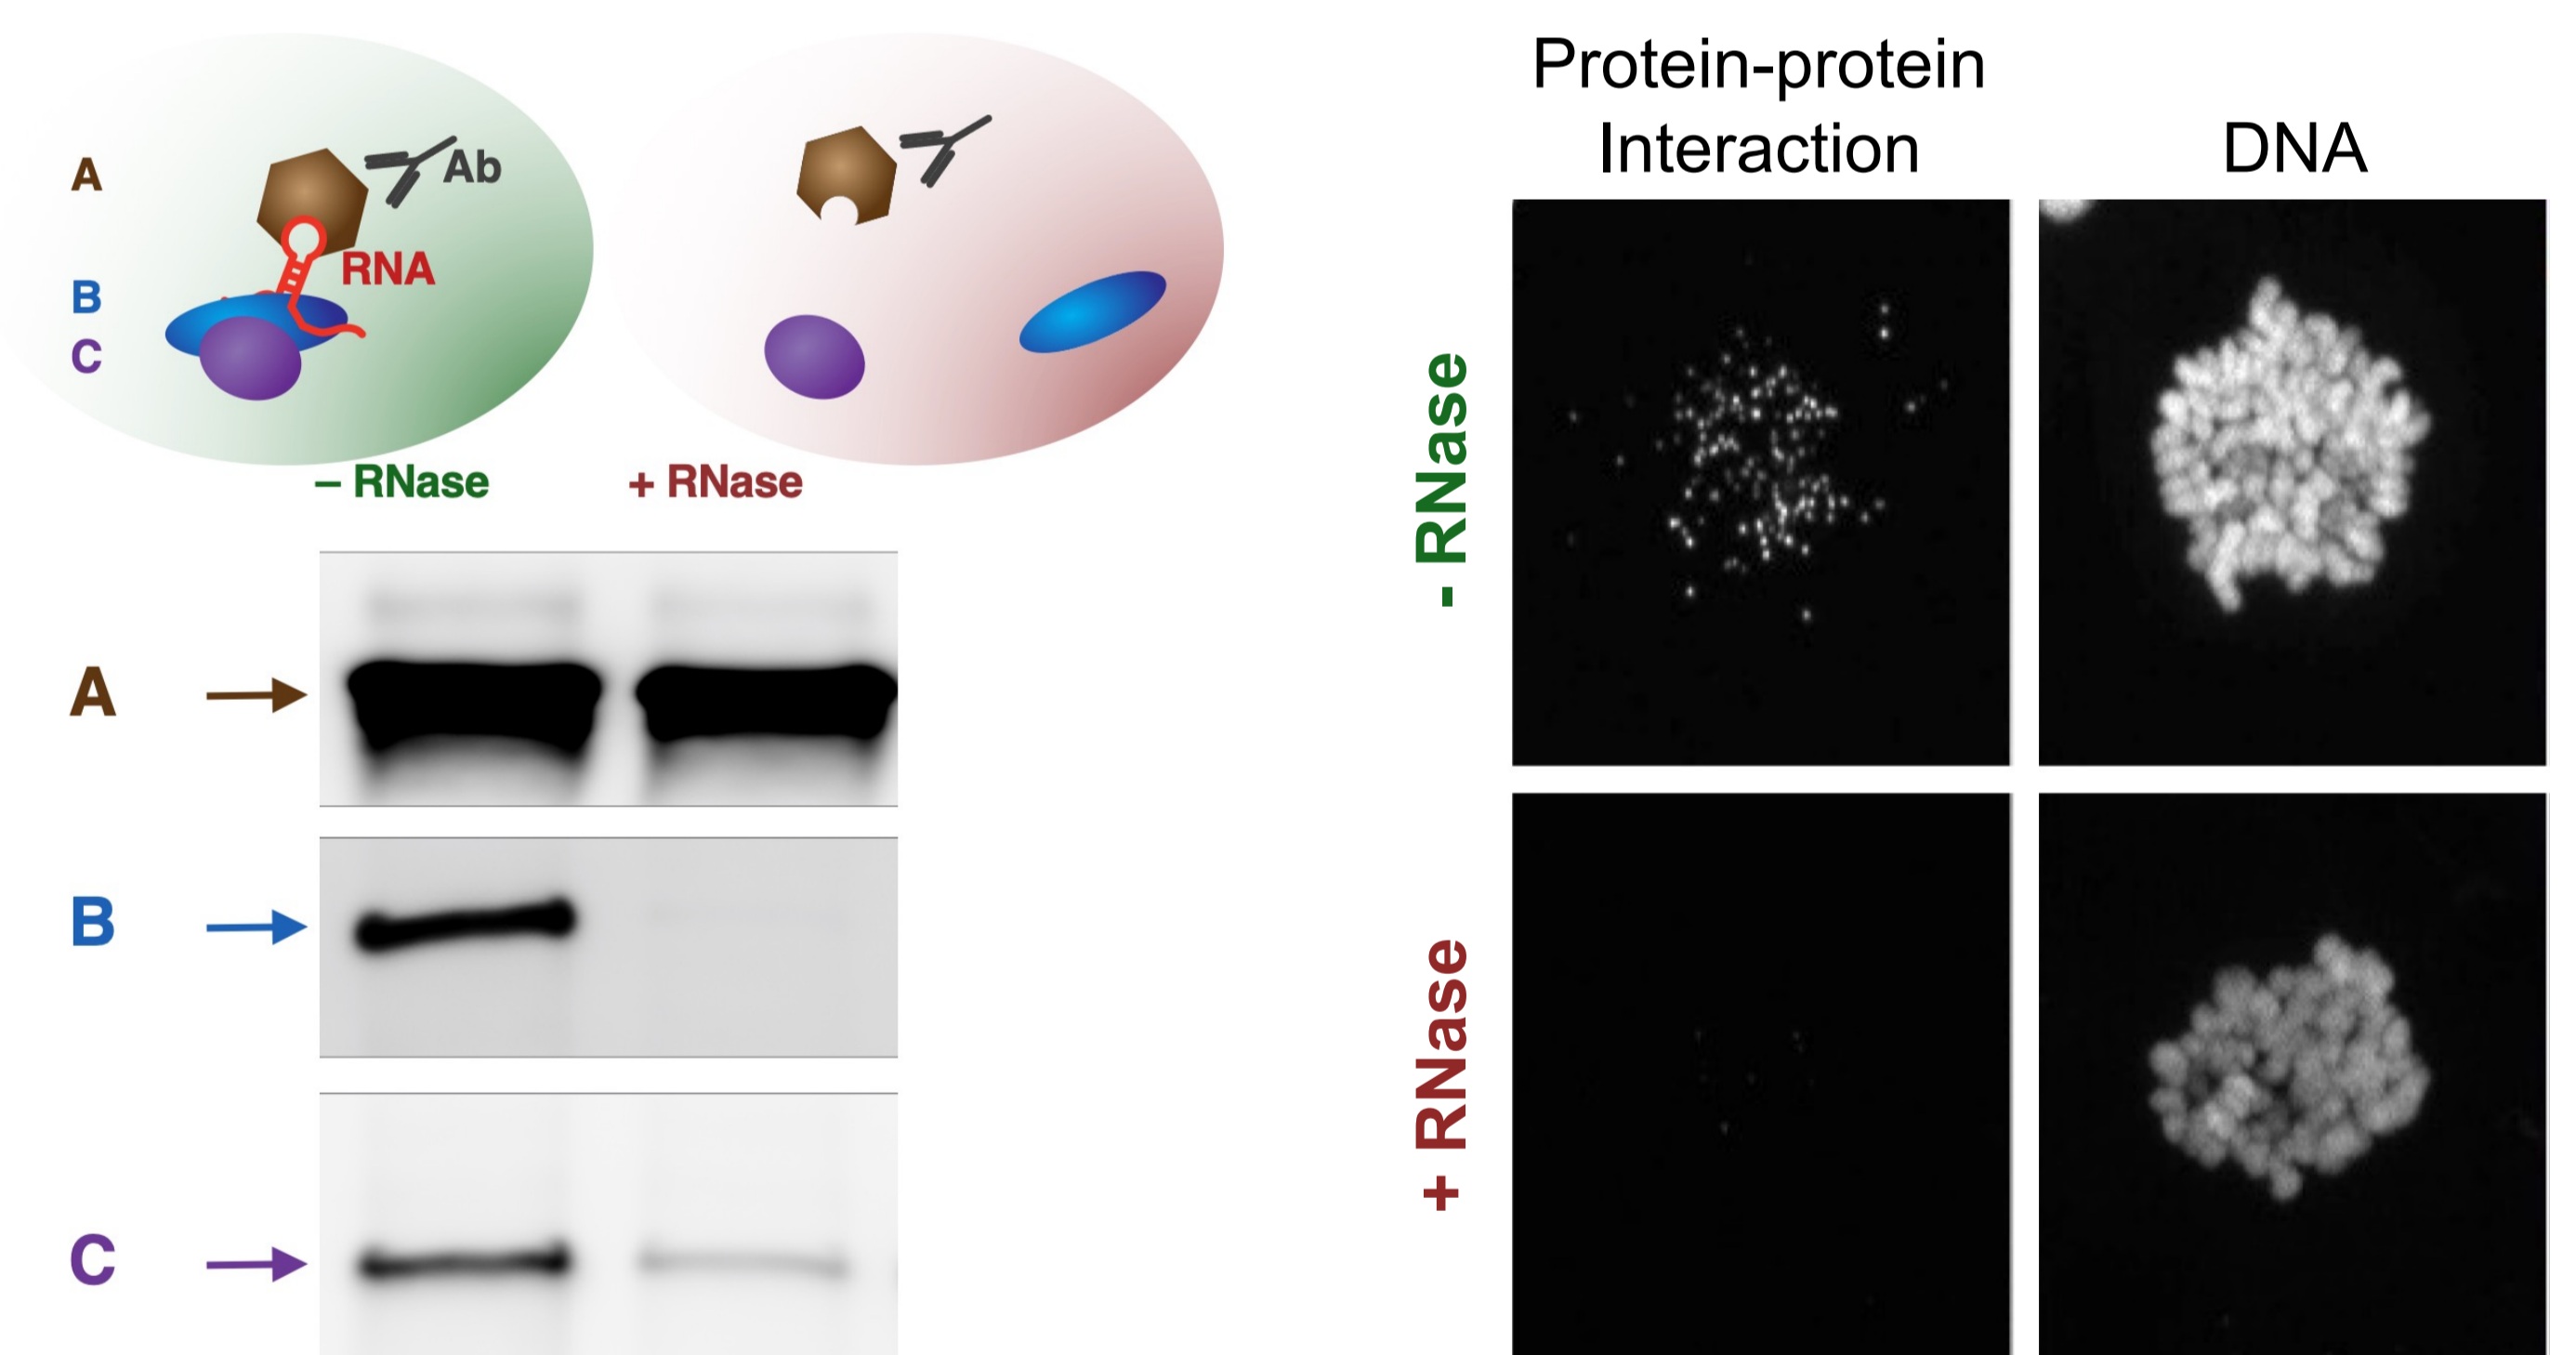 A
Ab
RNA
B
C
– RNase
+ RNase
A
B
C
Protein-protein
Interaction
DNA
- RNase
+ RNase